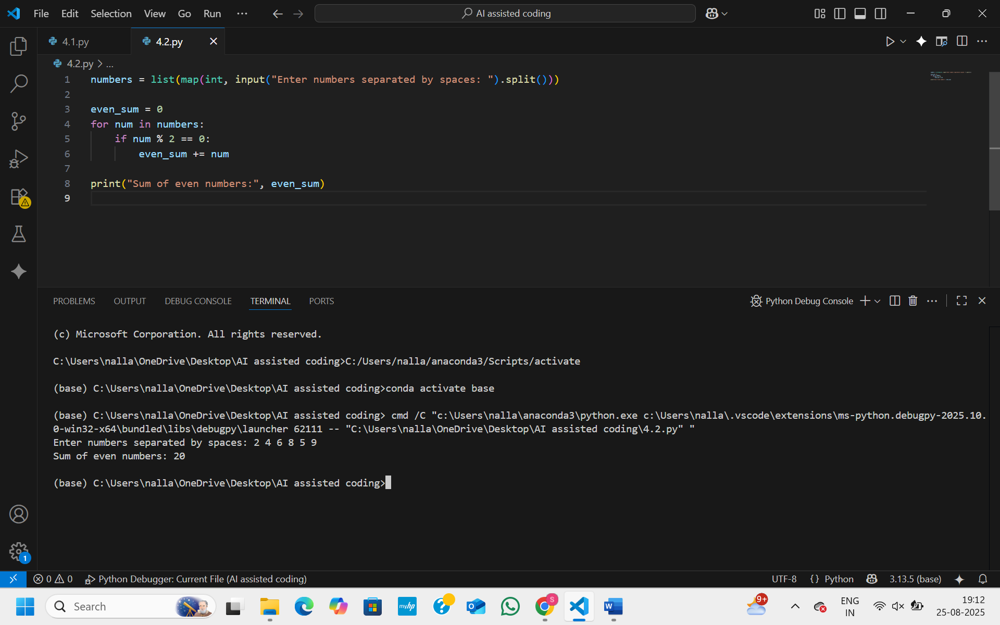 File Edit Selection View Go Run ···
AI assisted coding
4.1.py
4.2.py
4.2.py > ...
1 numbers = list(map(int, input("Enter numbers separated by spaces: ").split()))
2
3 even_sum = 0
4 for num in numbers:
5     if num % 2 == 0:
6         even_sum += num
7
8 print("Sum of even numbers:", even_sum)
9
PROBLEMS OUTPUT DEBUG CONSOLE TERMINAL PORTS
Python Debug Console
(c) Microsoft Corporation. All rights reserved.
C:\Users\nalla\OneDrive\Desktop\AI assisted coding>C:/Users/nalla/anaconda3/Scripts/activate
(base) C:\Users\nalla\OneDrive\Desktop\AI assisted coding>conda activate base
(base) C:\Users\nalla\OneDrive\Desktop\AI assisted coding> cmd /C "c:\Users\nalla\anaconda3\python.exe c:\Users\nalla\.vscode\extensions\ms-python.debugpy-2025.10.
0-win32-x64\bundled\libs\debugpy\launcher 62111 -- "C:\Users\nalla\OneDrive\Desktop\AI assisted coding\4.2.py" "
Enter numbers separated by spaces: 2 4 6 8 5 9
Sum of even numbers: 20
(base) C:\Users\nalla\OneDrive\Desktop\AI assisted coding>
1
0 0 Python Debugger: Current File (AI assisted coding)
UTF-8 {} Python 3.13.5 (base)
Search
myhp
S
W
9+
ENG
IN
19:12
25-08-2025